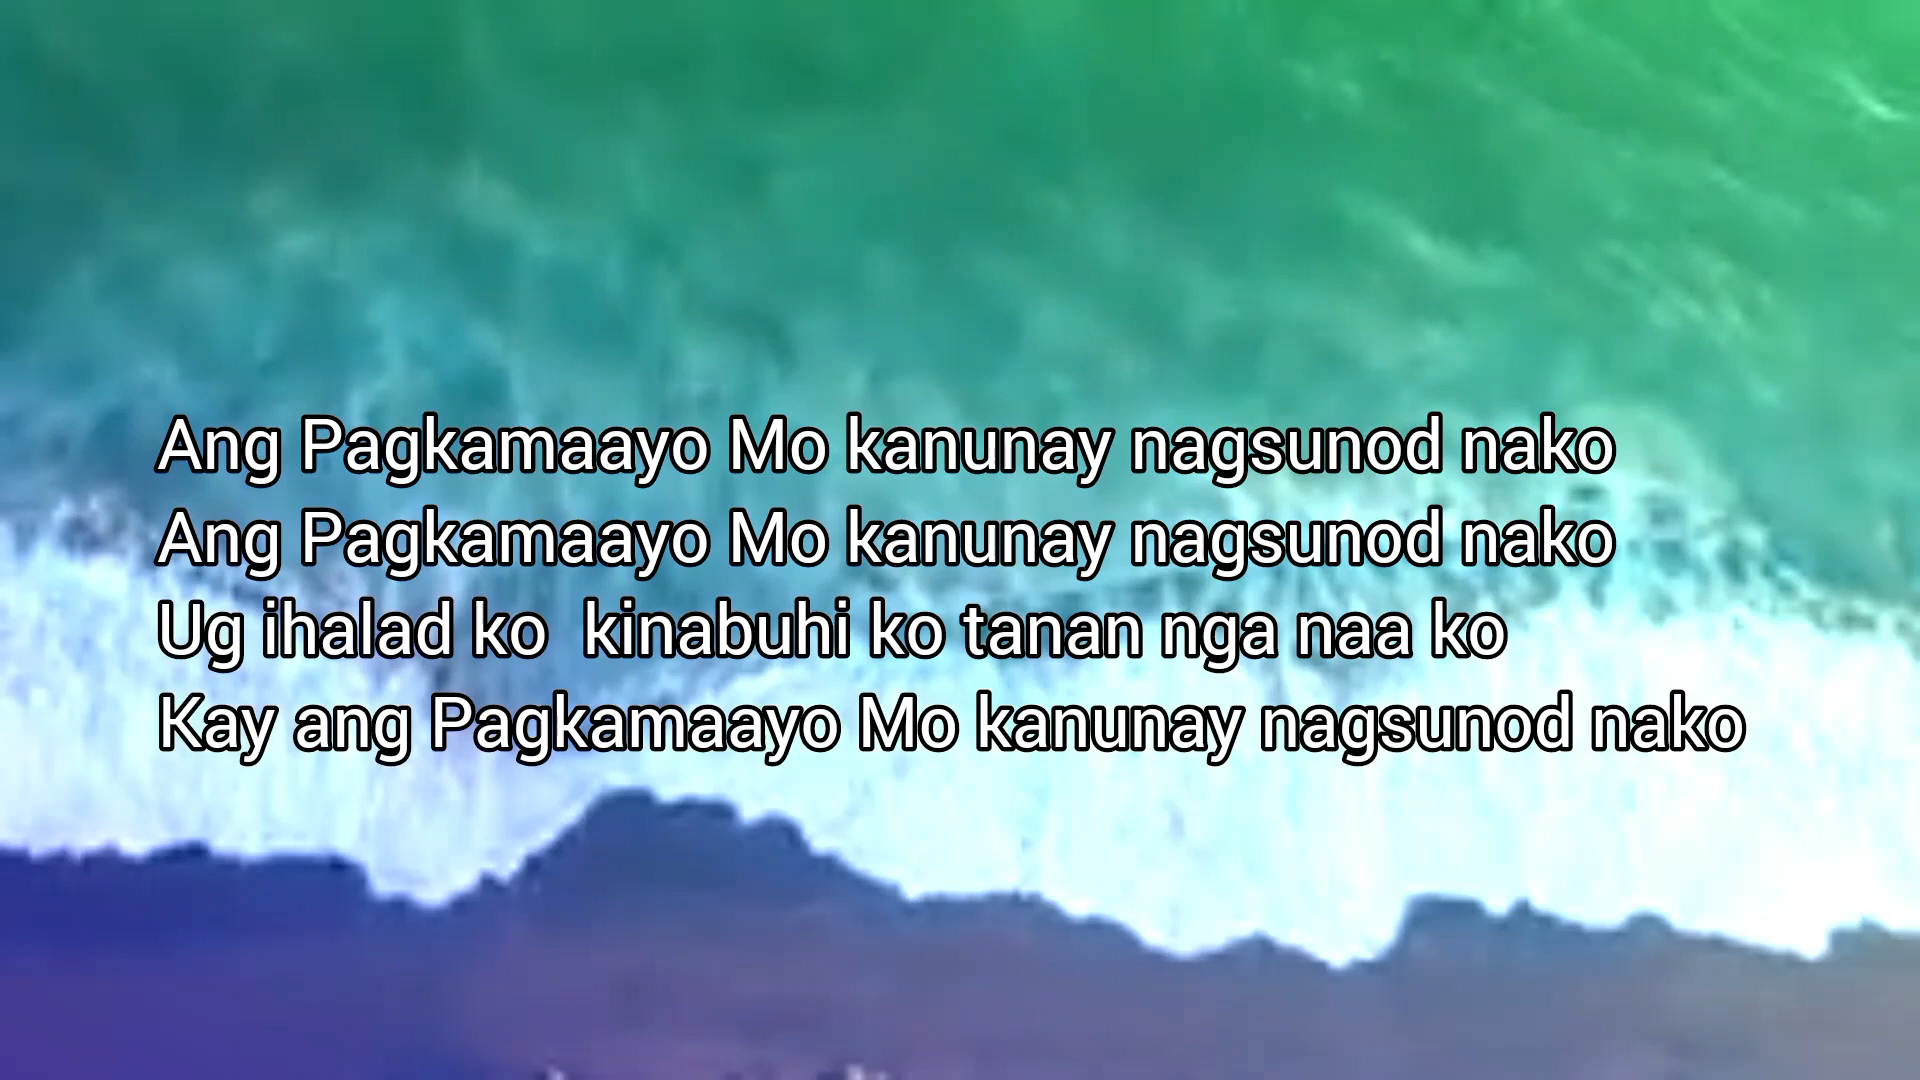 Ang Pagkamaayo Mo kanunay nagsunod nako
Ang Pagkamaayo Mo kanunay nagsunod nako
Ug ihalad ko  kinabuhi ko tanan nga naa ko
Kay ang Pagkamaayo Mo kanunay nagsunod nako